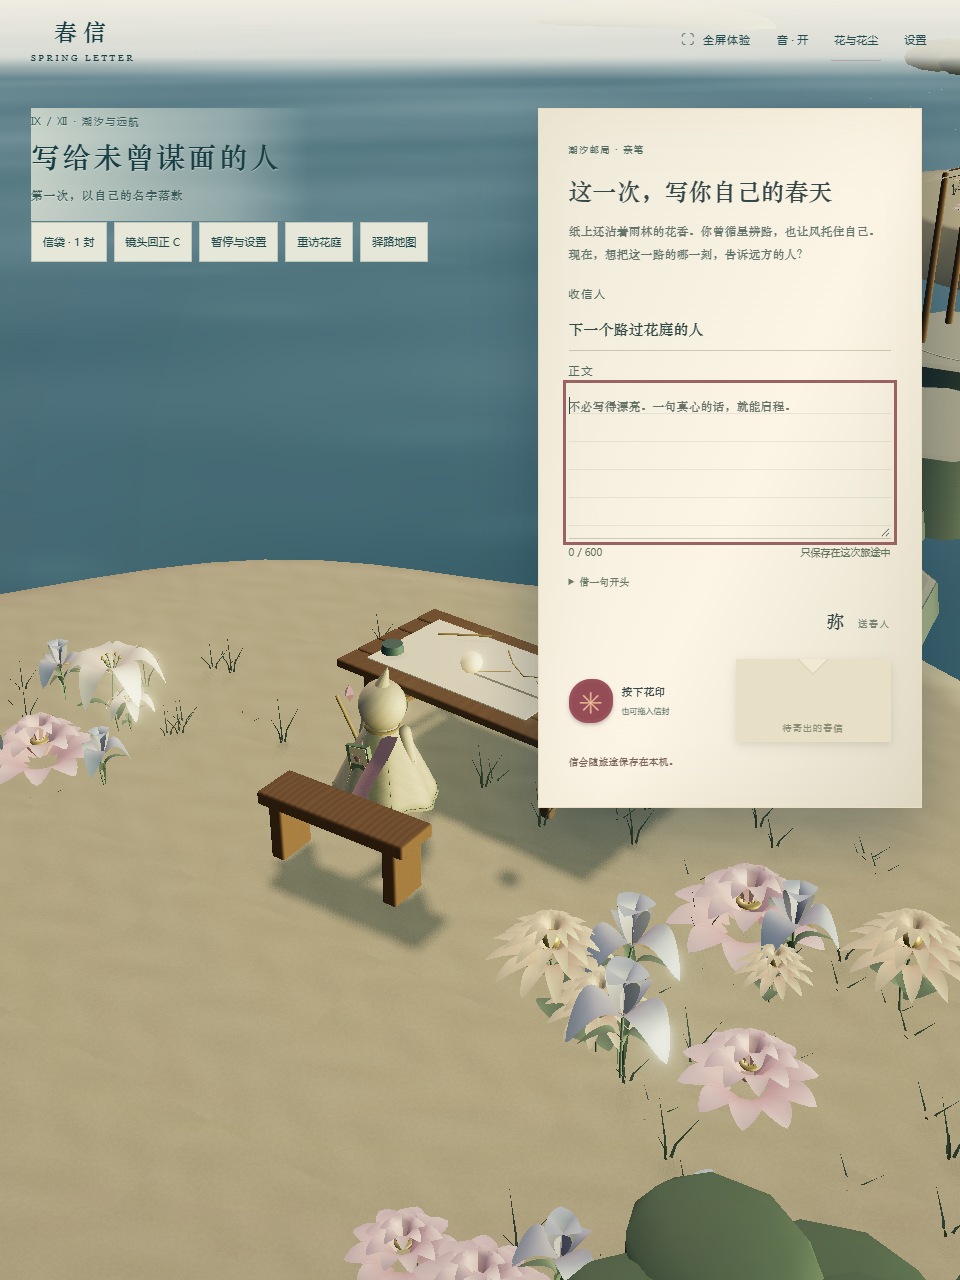 春信
SPRING LETTER
全屏体验
音 · 开
花与花尘
设置
IX / XII · 潮汐与远航
写给未曾谋面的人
第一次，以自己的名字落款
信袋 · 1 封
镜头回正 C
暂停与设置
重访花庭
驿路地图
潮汐邮局 · 亲笔
这一次，写你自己的春天
纸上还沾着雨林的花香。你曾循星辨路，也让风托住自己。
现在，想把这一路的哪一刻，告诉远方的人？
收信人
下一个路过花庭的人
正文
不必写得漂亮。一句真心的话，就能启程。
0 / 600
只保存在这次旅途中
借一句开头
弥 送春人
按下花印
也可拖入信封
待寄出的春信
信会随旅途保存在本机。